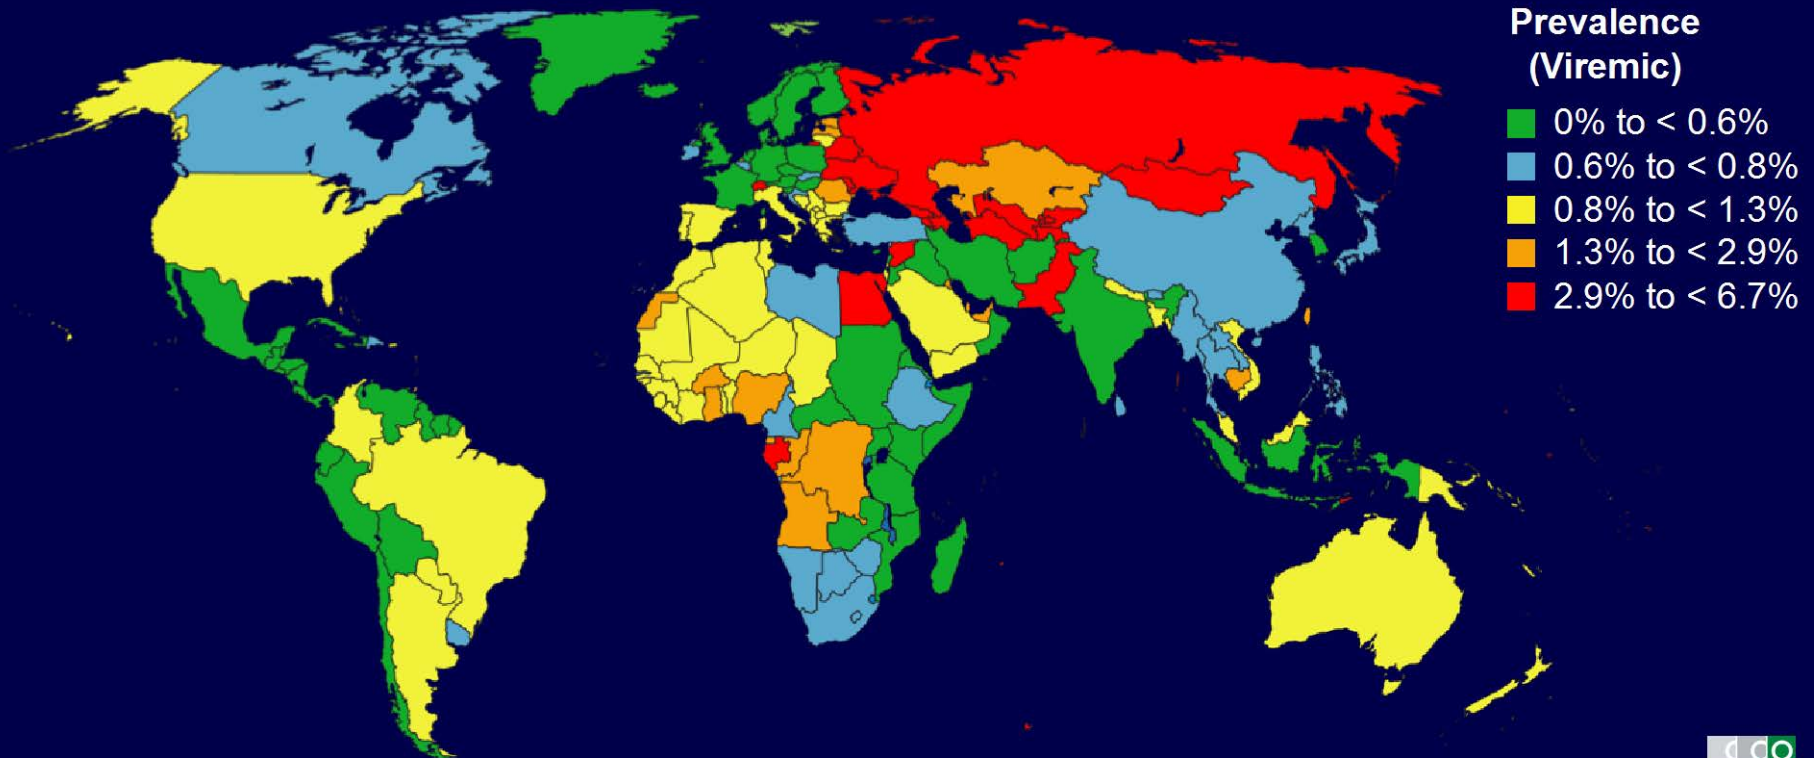 Prevalence
(Viremic)
0% to < 0.6%
0.6% to < 0.8%
0.8% to < 1.3%
1.3% to < 2.9%
2.9% to < 6.7%